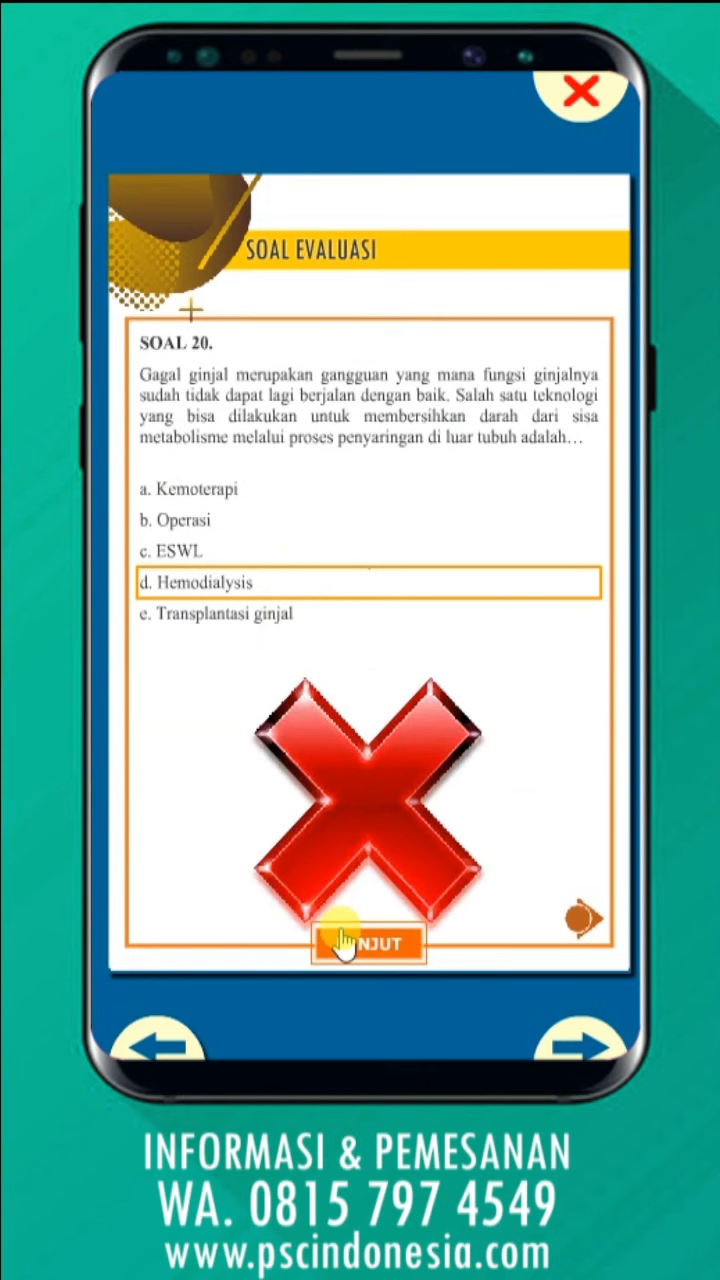 SOAL EVALUASI
SOAL 20.
Gagal ginjal merupakan gangguan yang mana fungsi ginjalnya
sudah tidak dapat lagi berjalan dengan baik. Salah satu teknologi
yang bisa dilakukan untuk membersihkan darah dari sisa
metabolisme melalui proses penyaringan di luar tubuh adalah…
a. Kemoterapi
b. Operasi
c. ESWL
d. Hemodialysis
e. Transplantasi ginjal
INFORMASI & PEMESANAN
WA. 0815 797 4549
www.pscindonesia.com